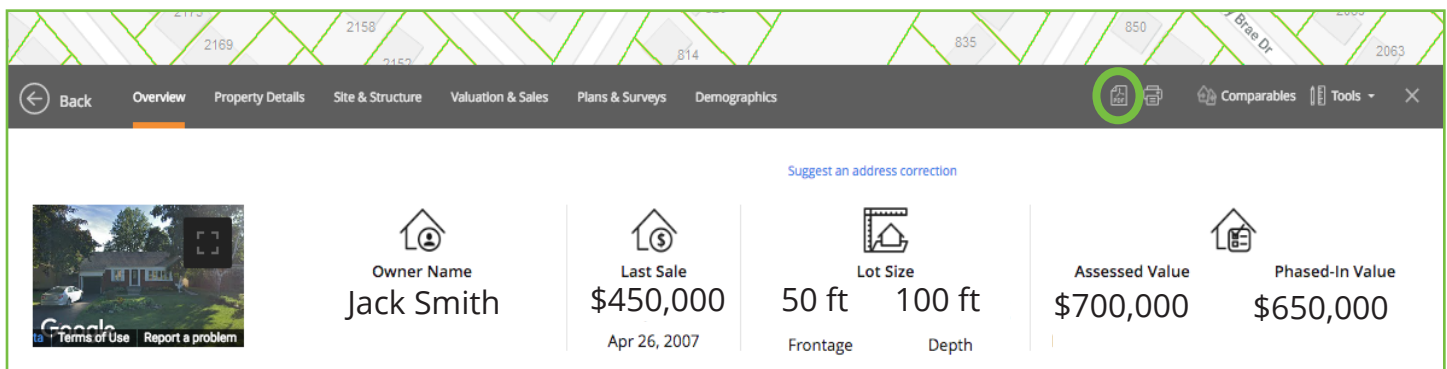 2158
2169
2152
814
835
850
Brae Dr
2063
Back
Overview
Property Details
Site & Structure
Valuation & Sales
Plans & Surveys
Demographics
PDF
Comparables
Tools
Suggest an address correction
Google
Terms of Use
Report a problem
Owner Name
Jack Smith
Last Sale
$450,000
Apr 26, 2007
Lot Size
50 ft 100 ft
Frontage Depth
Assessed Value
$700,000
Phased-In Value
$650,000